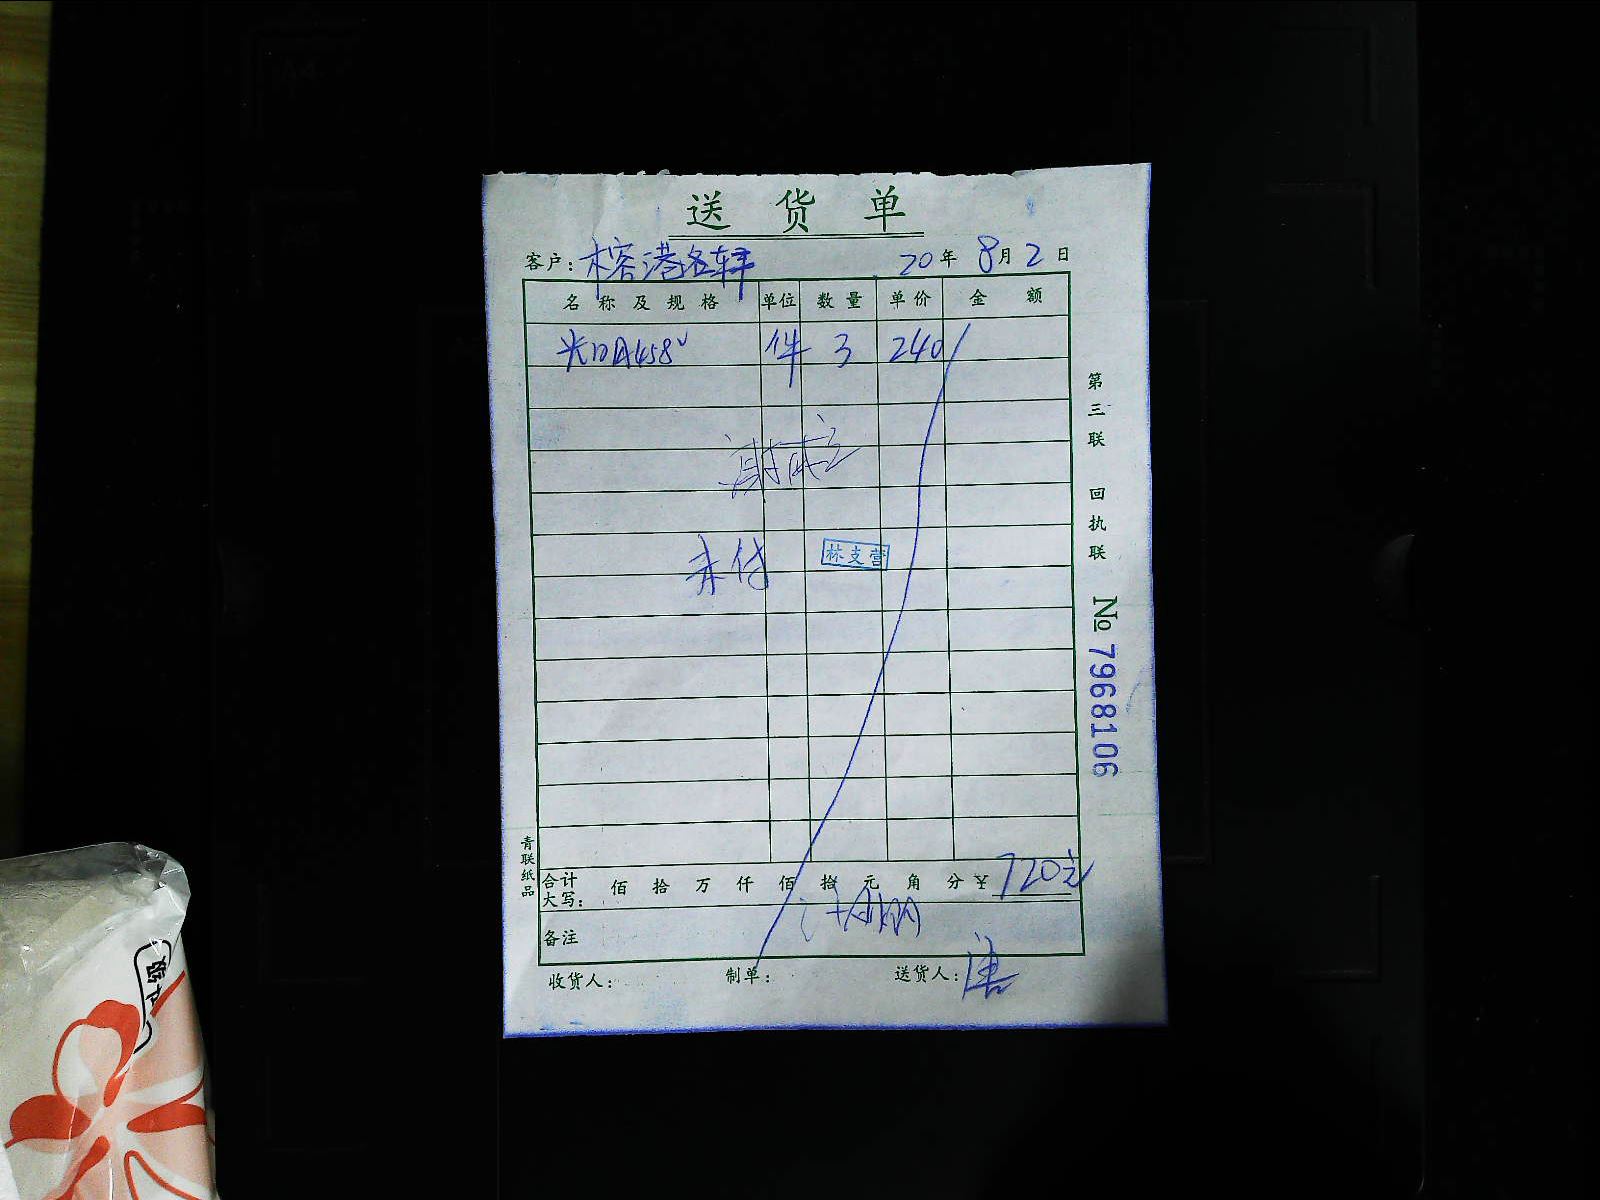 送货单
客户: 榕港名轩 20年8月2日
名称及规格 单位 数量 单价 金额
A458 件 3 240
未付 林支营
第三联 回执联 No 7968106
青联纸品
合计大写: 佰 拾 万 仟 佰 拾 元 角 分 ¥ 720元
备注
收货人: 制单: 送货人: 唐